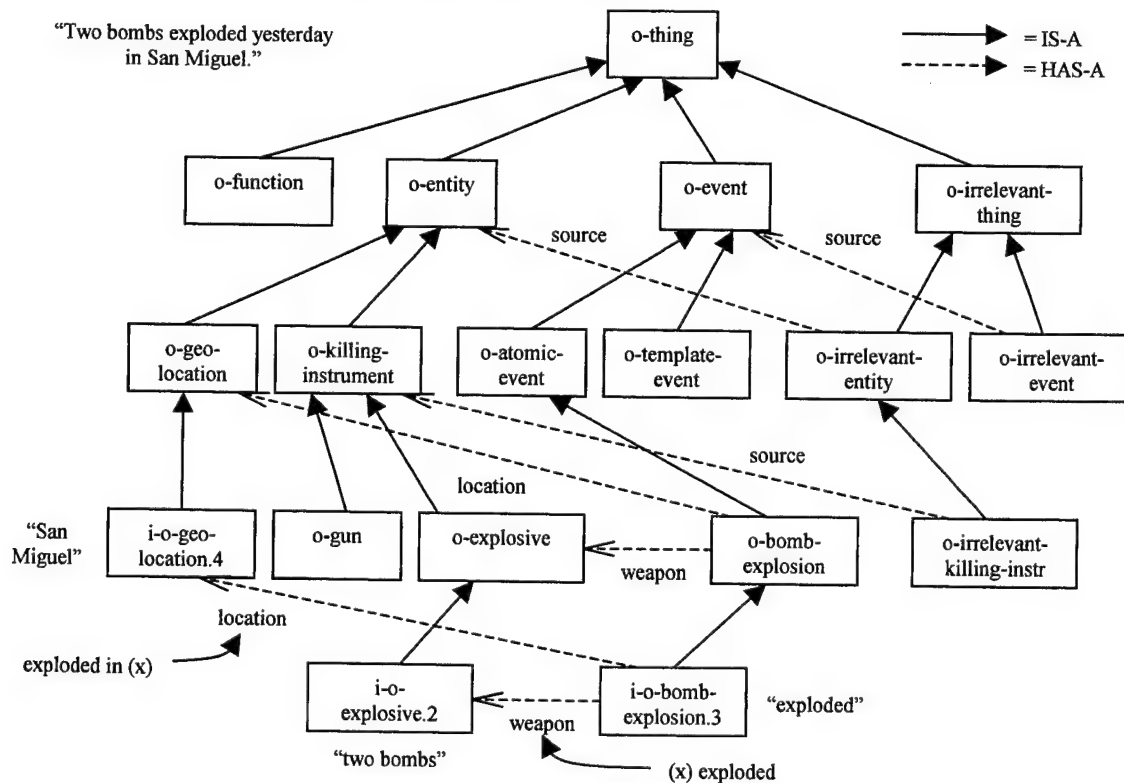 "Two bombs exploded yesterday
in San Miguel."
o-thing
= IS-A
= HAS-A
o-function
o-entity
o-event
o-irrelevant-
thing
source
source
o-geo-
location
o-killing-
instrument
o-atomic-
event
o-template-
event
o-irrelevant-
entity
o-irrelevant-
event
source
location
"San
Miguel"
i-o-geo-
location.4
o-gun
o-explosive
o-bomb-
explosion
o-irrelevant-
killing-instr
weapon
location
exploded in (x)
i-o-
explosive.2
i-o-bomb-
explosion.3
"exploded"
weapon
"two bombs"
(x) exploded